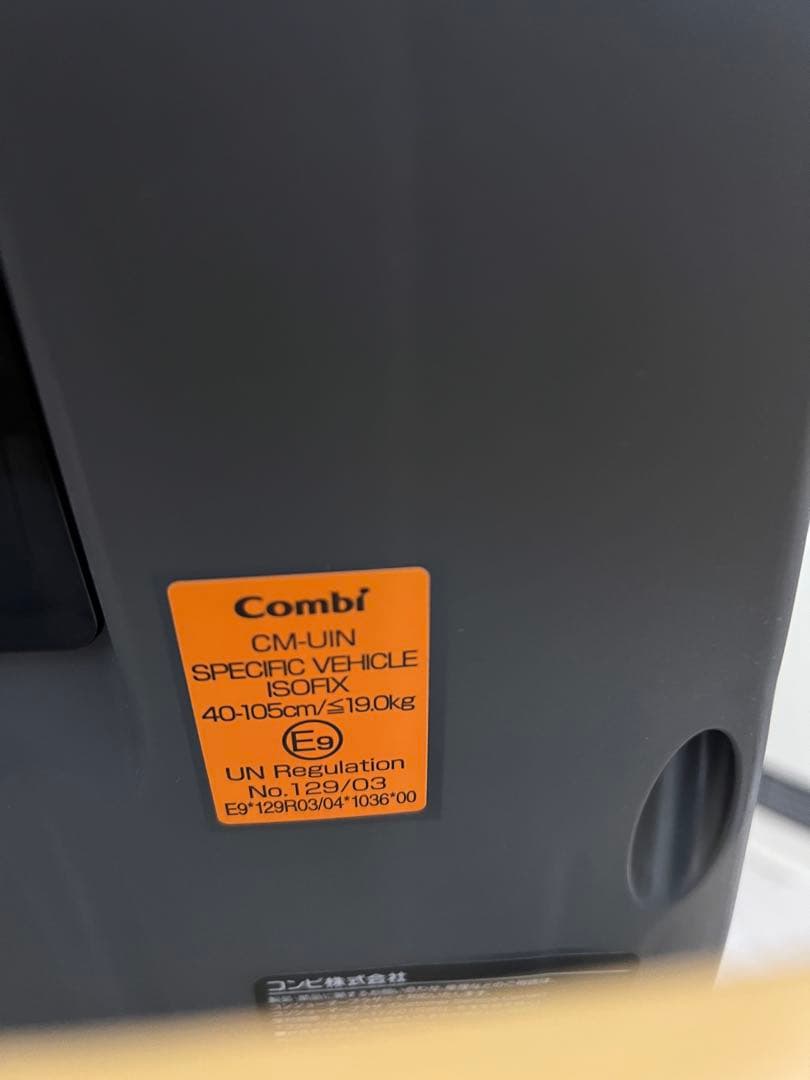 Combi
CM-UIN
SPECIFIC VEHICLE
ISOFIX
40-105cm/≦19.0kg
E9
UN Regulation
No.129/03
E9*129R03/04*1036*00
コンビ株式会社